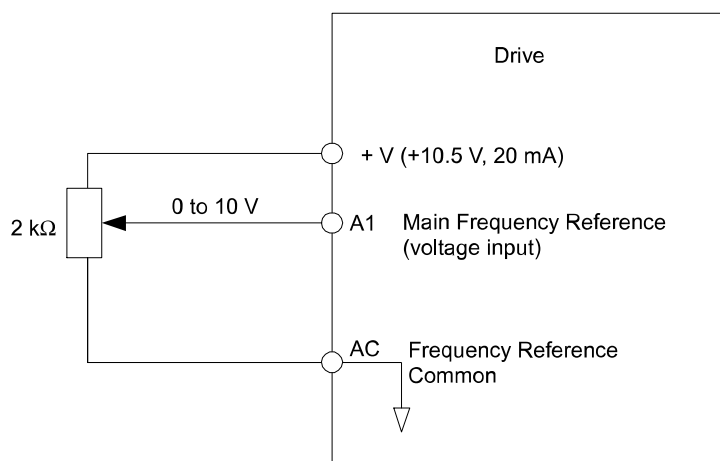 Drive
+ V (+10.5 V, 20 mA)
0 to 10 V
2 kΩ
A1
Main Frequency Reference
(voltage input)
AC
Frequency Reference
Common